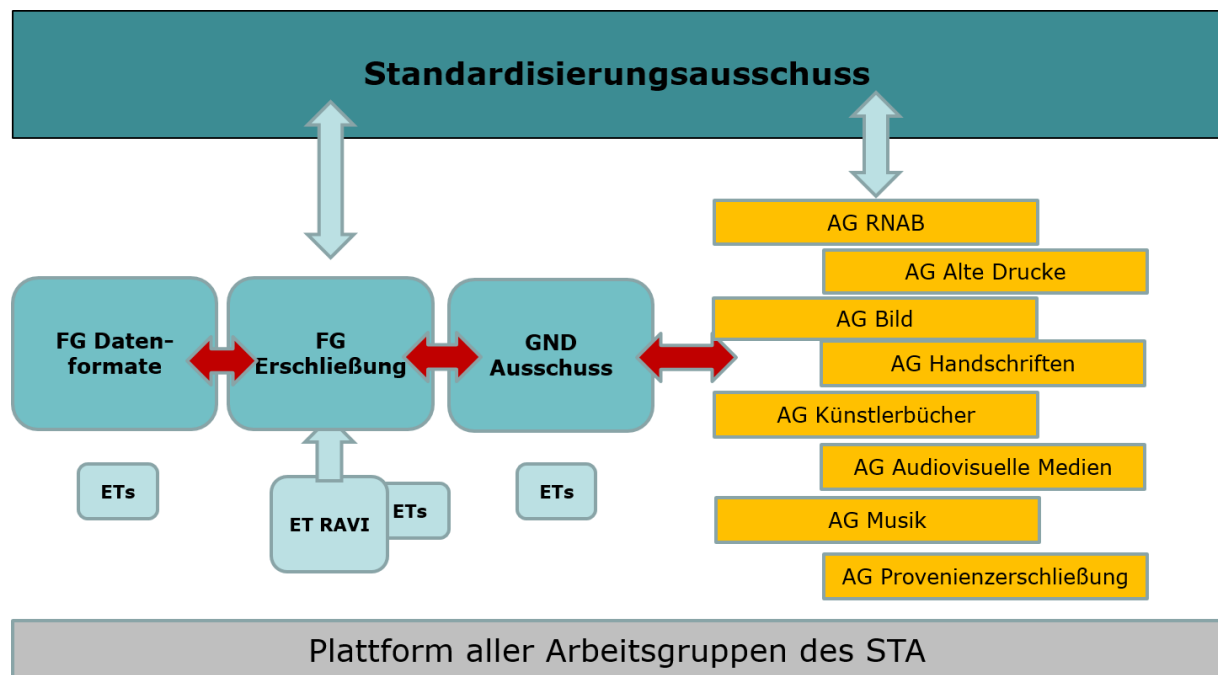 Standardisierungsausschuss
FG Daten-
formate
FG
Erschließung
GND
Ausschuss
ETs
ET RAVI
ETs
ETs
AG RNAB
AG Alte Drucke
AG Bild
AG Handschriften
AG Künstlerbücher
AG Audiovisuelle Medien
AG Musik
AG Provenienzerschließung
Plattform aller Arbeitsgruppen des STA